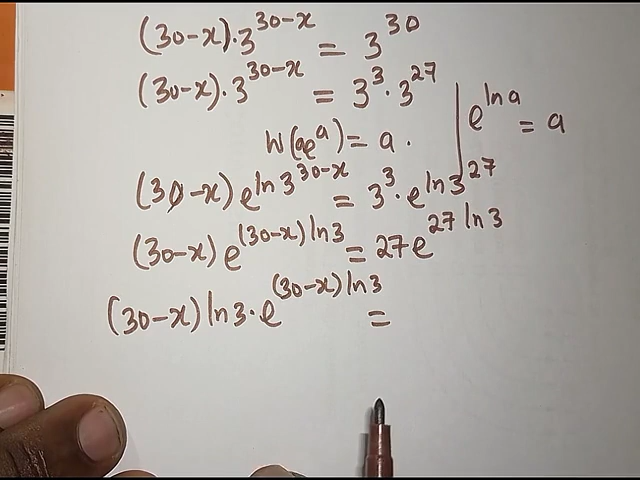 (30-x)·3^{30-x} = 3^{30}
(30-x)·3^{30-x} = 3^3·3^{27}
W(ae^a) = a. | e^{ln a} = a
(30-x)e^{ln 3^{30-x}} = 3^3·e^{ln 3^{27}}
(30-x)e^{(30-x)ln 3} = 27e^{27 ln 3}
(30-x)ln 3·e^{(30-x)ln 3} =